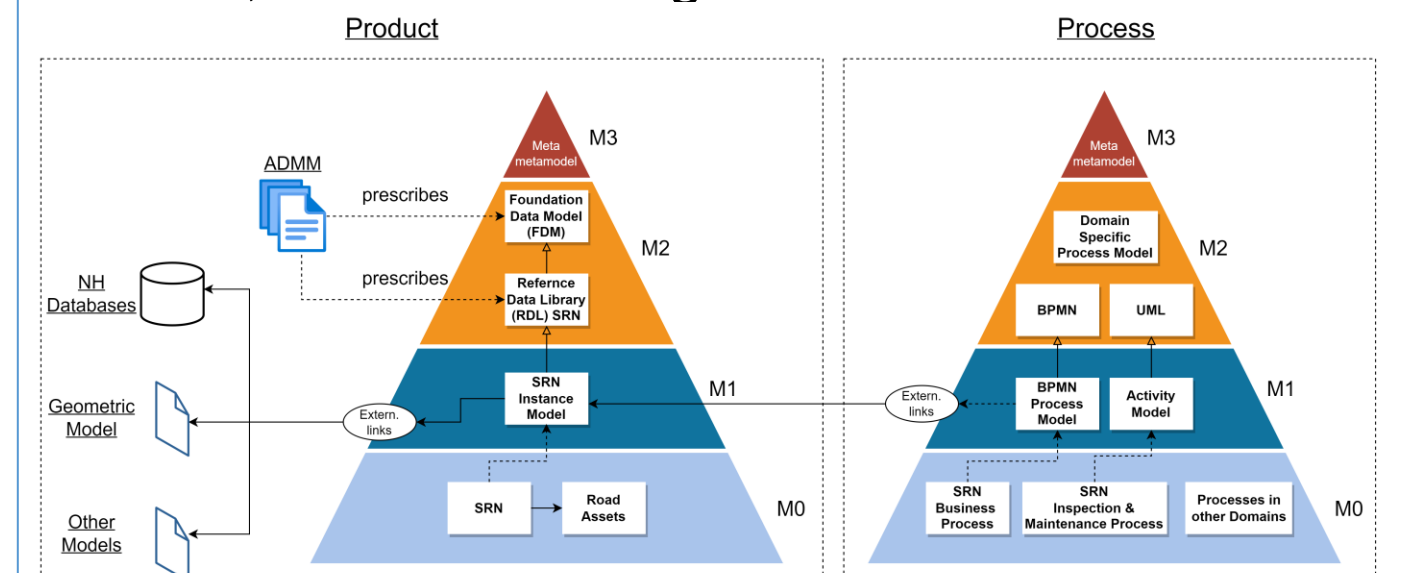 Product
Process
M3
Meta
metamodel
ADMM
prescribes
Foundation
Data Model
(FDM)
M2
prescribes
Refernce
Data Library
(RDL) SRN
NH
Databases
SRN
Instance
Model
M1
Geometric
Model
Extern.
links
SRN
Road
Assets
M0
Other
Models
M3
Meta
metamodel
Domain
Specific
Process Model
M2
BPMN
UML
Extern.
links
BPMN
Process
Model
Activity
Model
M1
SRN
Business
Process
SRN
Inspection &
Maintenance Process
Processes in
other Domains
M0